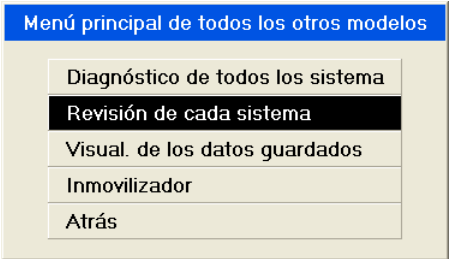 Menú principal de todos los otros modelos
Diagnóstico de todos los sistema
Revisión de cada sistema
Visual. de los datos guardados
Inmovilizador
Atrás